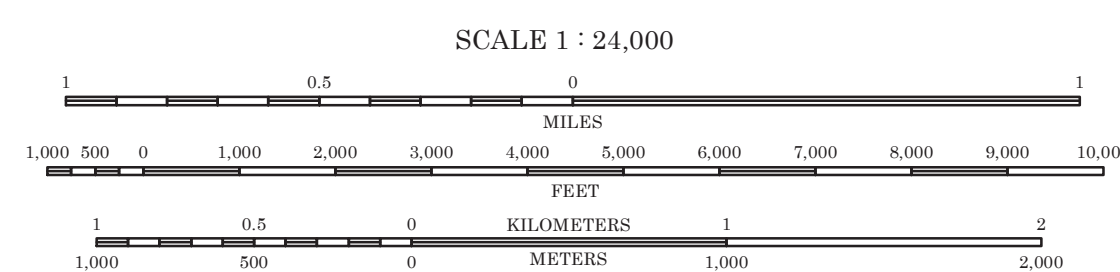 SCALE 1 : 24,000
1 0.5 0 1
MILES
1,000 500 0 1,000 2,000 3,000 4,000 5,000 6,000 7,000 8,000 9,000 10,00
FEET
1 0.5 0 KILOMETERS 1 2
1,000 500 0 METERS 1,000 2,000